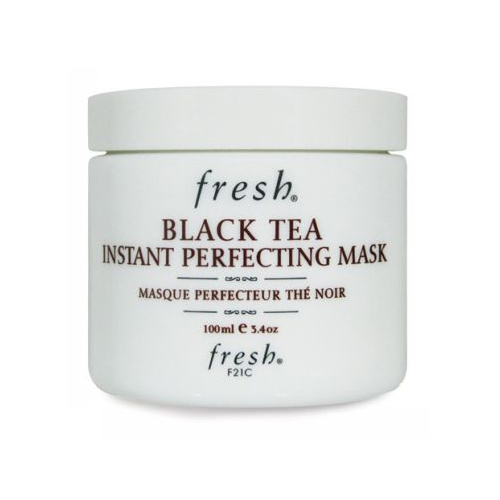 fresh®
BLACK TEA
INSTANT PERFECTING MASK
MASQUE PERFECTEUR THÉ NOIR
100ml ℮ 3.4oz
fresh®
F21C